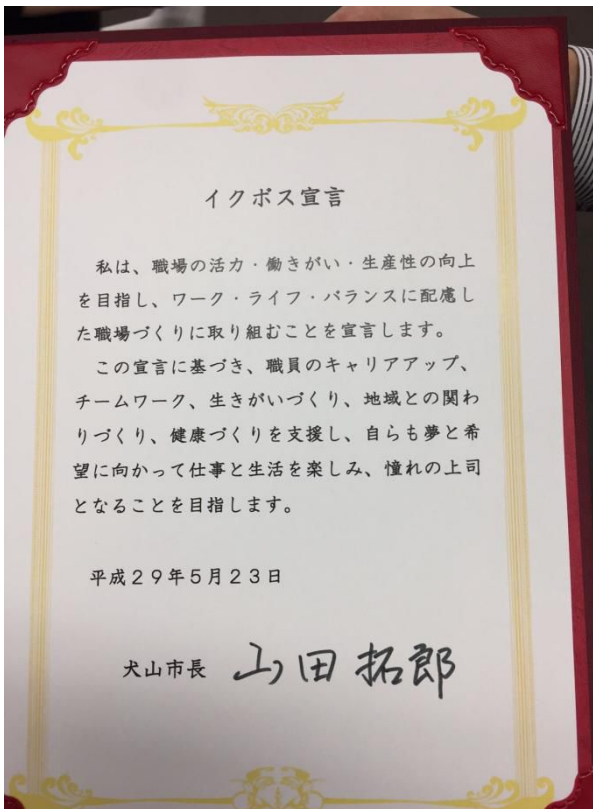 イクボス宣言
私は、職場の活力・働きがい・生産性の向上
を目指し、ワーク・ライフ・バランスに配慮し
た職場づくりに取り組むことを宣言します。
この宣言に基づき、職員のキャリアアップ、
チームワーク、生きがいづくり、地域との関わ
りづくり、健康づくりを支援し、自らも夢と希
望に向かって仕事と生活を楽しみ、憧れの上司
となることを目指します。
平成29年5月23日
犬山市長 山田拓郎